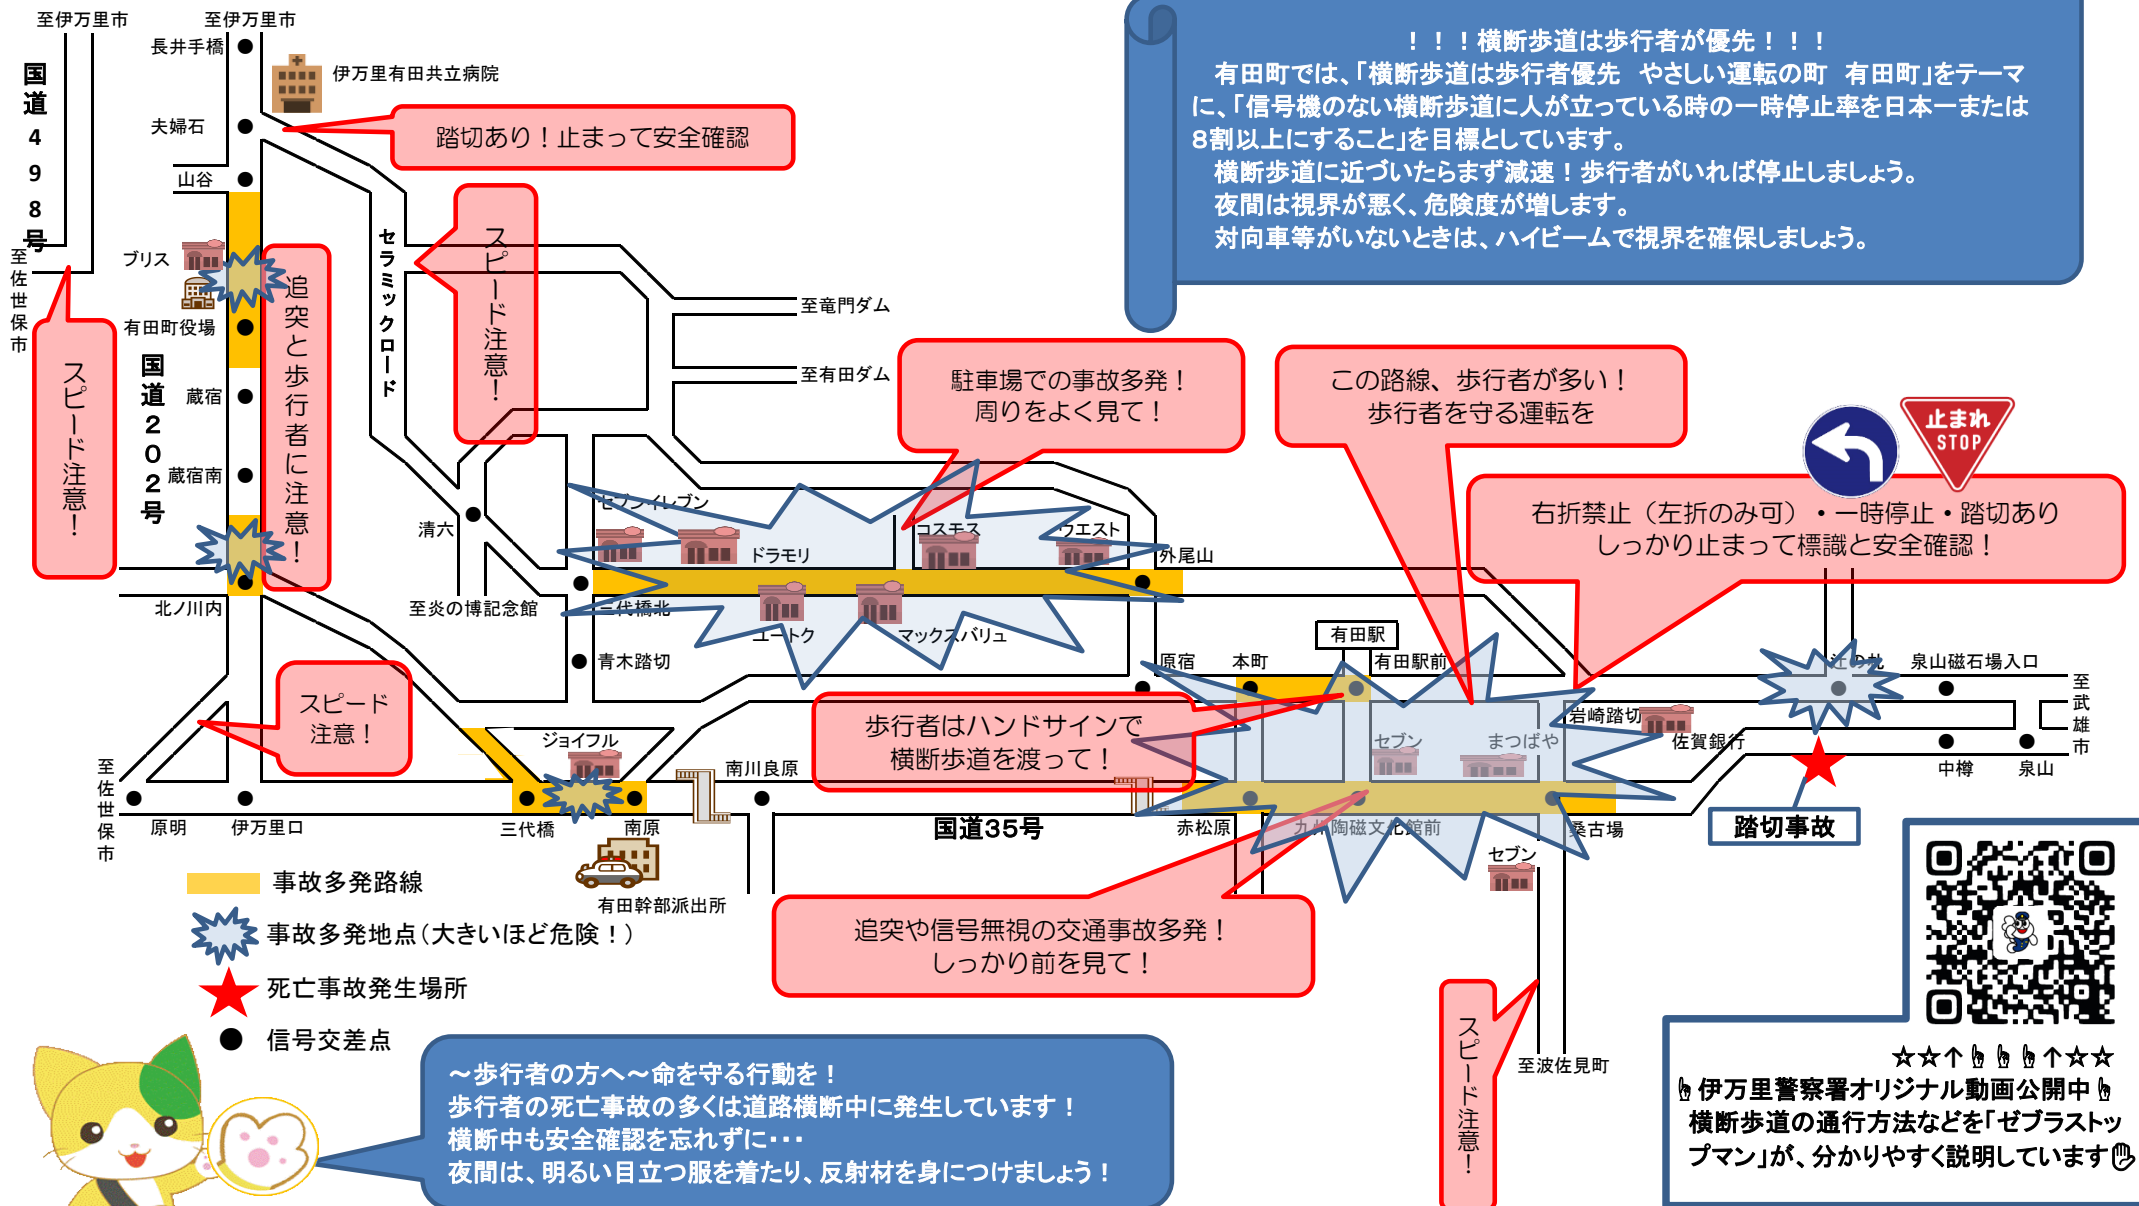 至伊万里市
至伊万里市
長井手橋
伊万里有田共立病院
国道498号
夫婦石
踏切あり！止まって安全確認
山谷
！！！横断歩道は歩行者が優先！！！
有田町では、「横断歩道は歩行者優先　やさしい運転の町　有田町」をテーマ
に、「信号機のない横断歩道に人が立っている時の一時停止率を日本一または
8割以上にすること」を目標としています。
横断歩道に近づいたらまず減速！歩行者がいれば停止しましょう。
夜間は視界が悪く、危険度が増します。
対向車等がいないときは、ハイビームで視界を確保しましょう。
至佐世保市
ブリス
有田町役場
追突と歩行者に注意！
セラミックロード
スピード注意！
スピード注意！
国道202号
蔵宿
蔵宿南
至竜門ダム
至有田ダム
駐車場での事故多発！
周りをよく見て！
この路線、歩行者が多い！
歩行者を守る運転を
止まれ
STOP
右折禁止（左折のみ可）・一時停止・踏切あり
しっかり止まって標識と安全確認！
清六
セブンイレブン
ドラモリ
コスモス
ウエスト
外尾山
北ノ川内
至炎の博記念館
三代橋北
ユートク
マックスバリュ
青木踏切
有田駅
原宿
本町
有田駅前
辻の札
泉山磁石場入口
至武雄市
スピード
注意！
歩行者はハンドサインで
横断歩道を渡って！
岩崎踏切
佐賀銀行
セブン
まつばや
ジョイフル
南川良原
中樽
泉山
至佐世保市
原明
伊万里口
三代橋
南原
国道35号
赤松原
九州陶磁文化館前
桑古場
踏切事故
セブン
有田幹部派出所
事故多発路線
事故多発地点（大きいほど危険！）
死亡事故発生場所
信号交差点
追突や信号無視の交通事故多発！
しっかり前を見て！
スピード注意！
至波佐見町
～歩行者の方へ～命を守る行動を！
歩行者の死亡事故の多くは道路横断中に発生しています！
横断中も安全確認を忘れずに・・・
夜間は、明るい目立つ服を着たり、反射材を身につけましょう！
☆☆↑👆👆👆↑☆☆
👆伊万里警察署オリジナル動画公開中👆
横断歩道の通行方法などを「ゼブラストッ
プマン」が、分かりやすく説明しています✋